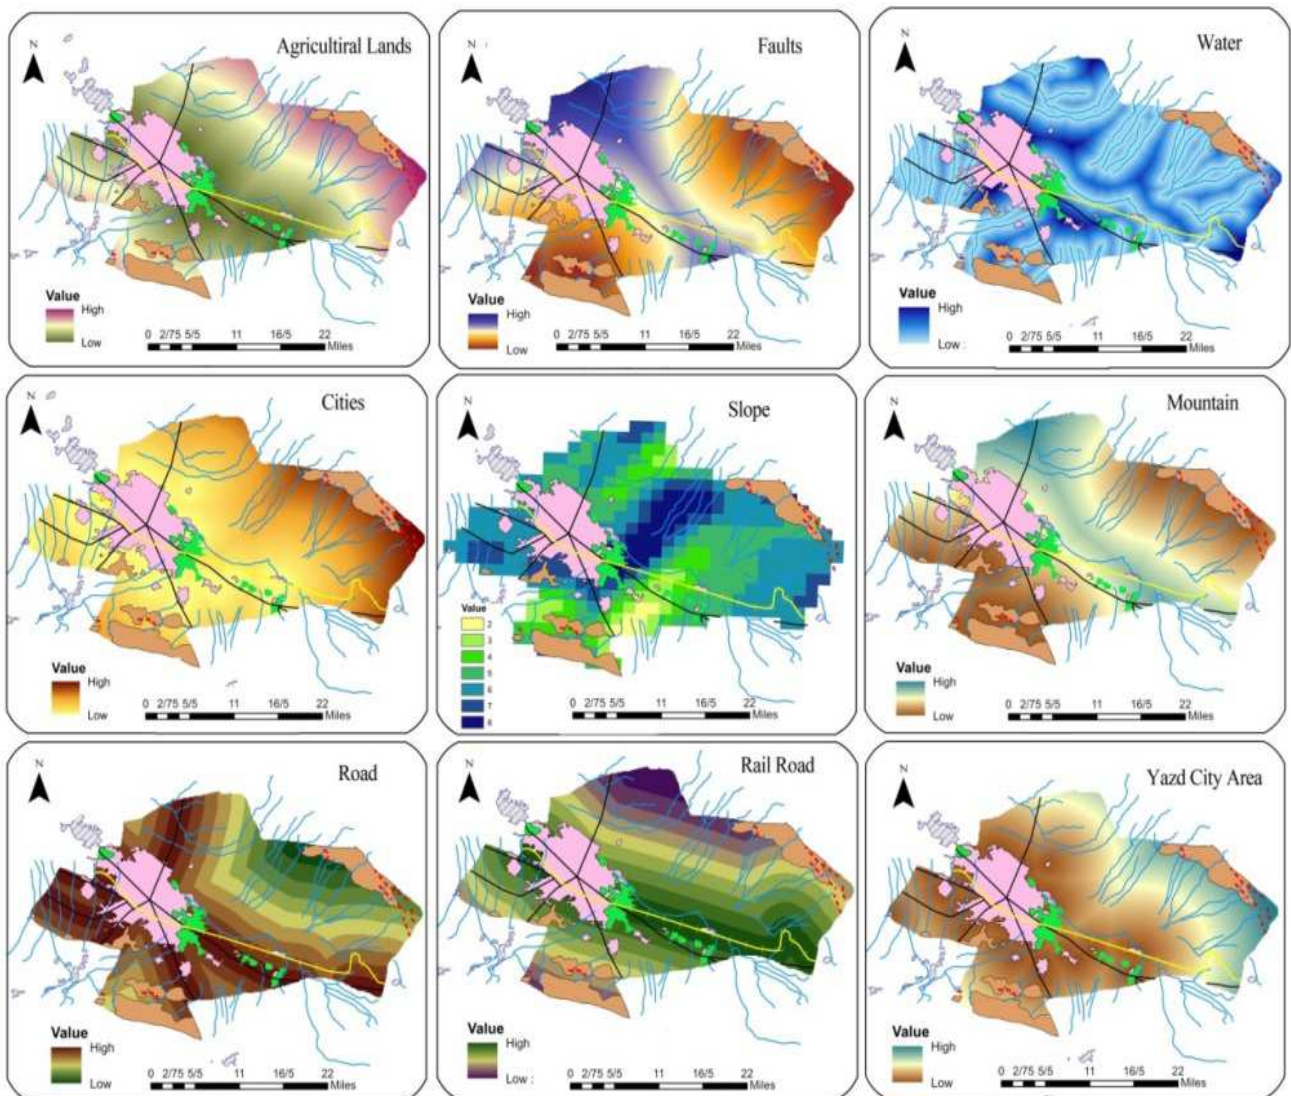 N
Agricultiral Lands
Value
High
Low
0 2/75 5/5 11 16/5 22
Miles
N
Faults
Value
High
Low
0 2/75 5/5 11 16/5 22
Miles
N
Water
Value
High
Low :
0 2/75 5/5 11 16/5 22
Miles
N
Cities
Value
High
Low
0 2/75 5/5 11 16/5 22
Miles
N
Slope
Value
2
3
4
5
6
7
8
0 2/75 5/5 11 16/5 22
Miles
N
Mountain
Value
High
Low
0 2/75 5/5 11 16/5 22
Miles
N
Road
Value
High
Low
0 2/75 5/5 11 16/5 22
Miles
N
Rail Road
Value
High
Low :
0 2/75 5/5 11 16/5 22
Miles
N
Yazd City Area
Value
High
Low
0 2/75 5/5 11 16/5 22
Miles